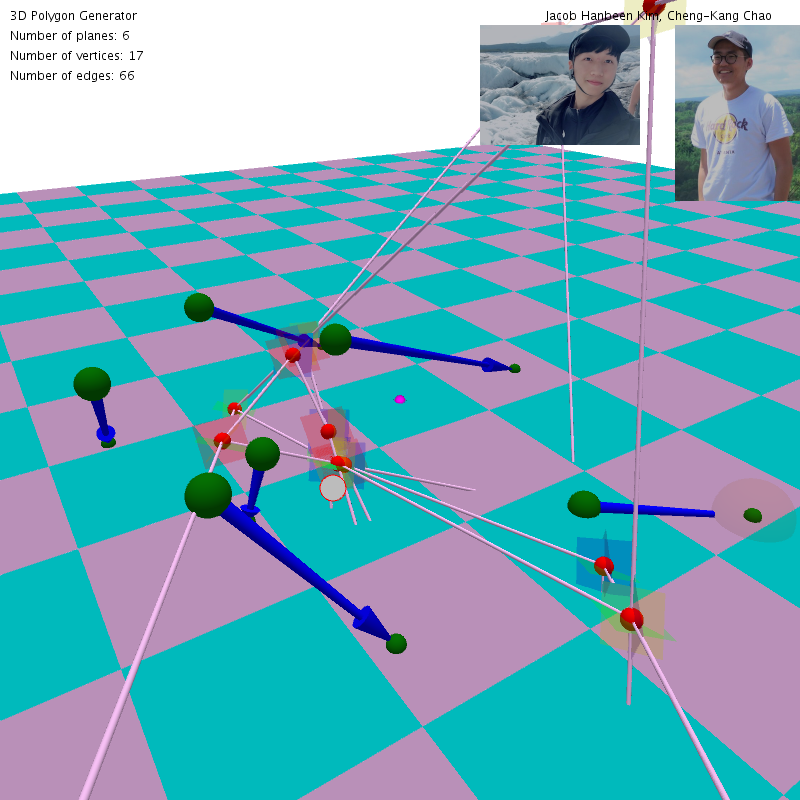 3D Polygon Generator
Jacob Hanbeen Kim, Cheng-Kang Chao
Number of planes: 6
Number of vertices: 17
Number of edges: 66